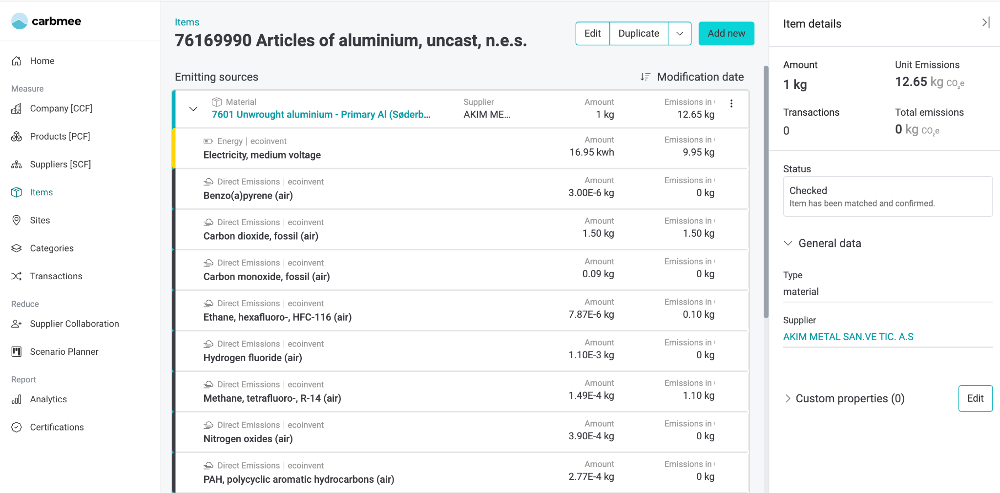 carbmee
Home
Measure
Company [CCF]
Products [PCF]
Suppliers [SCF]
Items
Sites
Categories
Transactions
Reduce
Supplier Collaboration
Scenario Planner
Report
Analytics
Certifications
Items
76169990 Articles of aluminium, uncast, n.e.s.
Edit
Duplicate
Add new
Emitting sources
Modification date
Material Supplier Amount Emissions in
7601 Unwrought aluminium - Primary Al (Søderb... AKIM ME... 1 kg 12.65 kg
Energy | ecoinvent Amount Emissions in
Electricity, medium voltage 16.95 kwh 9.95 kg
Direct Emissions | ecoinvent Amount Emissions in
Benzo(a)pyrene (air) 3.00E-6 kg 0 kg
Direct Emissions | ecoinvent Amount Emissions in
Carbon dioxide, fossil (air) 1.50 kg 1.50 kg
Direct Emissions | ecoinvent Amount Emissions in
Carbon monoxide, fossil (air) 0.09 kg 0 kg
Direct Emissions | ecoinvent Amount Emissions in
Ethane, hexafluoro-, HFC-116 (air) 7.87E-6 kg 0.10 kg
Direct Emissions | ecoinvent Amount Emissions in
Hydrogen fluoride (air) 1.10E-3 kg 0 kg
Direct Emissions | ecoinvent Amount Emissions in
Methane, tetrafluoro-, R-14 (air) 1.49E-4 kg 1.10 kg
Direct Emissions | ecoinvent Amount Emissions in
Nitrogen oxides (air) 3.90E-4 kg 0 kg
Direct Emissions | ecoinvent Amount Emissions in
PAH, polycyclic aromatic hydrocarbons (air) 2.77E-4 kg 0 kg
Item details
Amount Unit Emissions
1 kg 12.65 kg CO₂e
Transactions Total emissions
0 0 kg CO₂e
Status
Checked
Item has been matched and confirmed.
General data
Type
material
Supplier
AKIM METAL SAN.VE TIC. A.S
Custom properties (0)
Edit